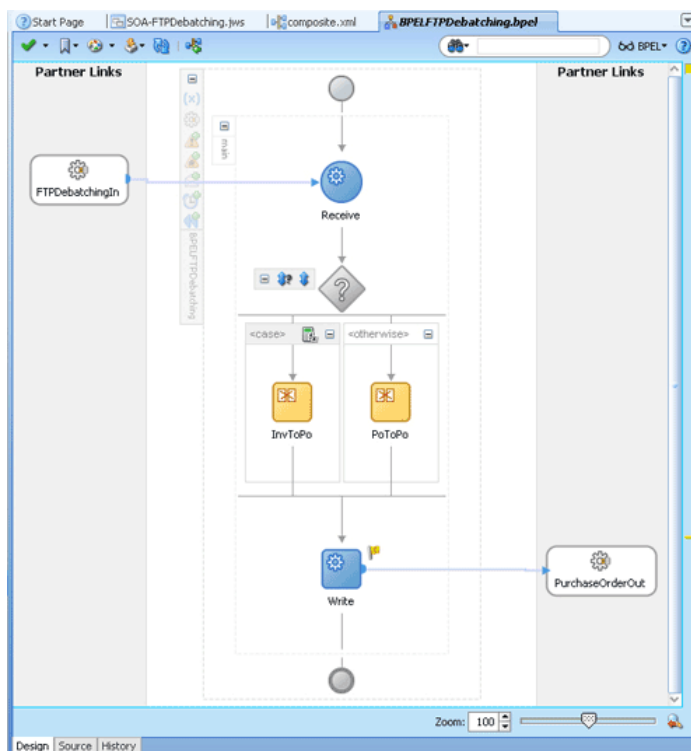 Start Page
SOA-FTPDebatching.jws
composite.xml
BPELFTPDebatching.bpel
BPEL
Partner Links
Partner Links
(x)
main
FTPDebatchingIn
Receive
BPELFTPDebatching
?
<case>
<otherwise>
InvToPo
PoToPo
Write
PurchaseOrderOut
Zoom: 100
Design Source History